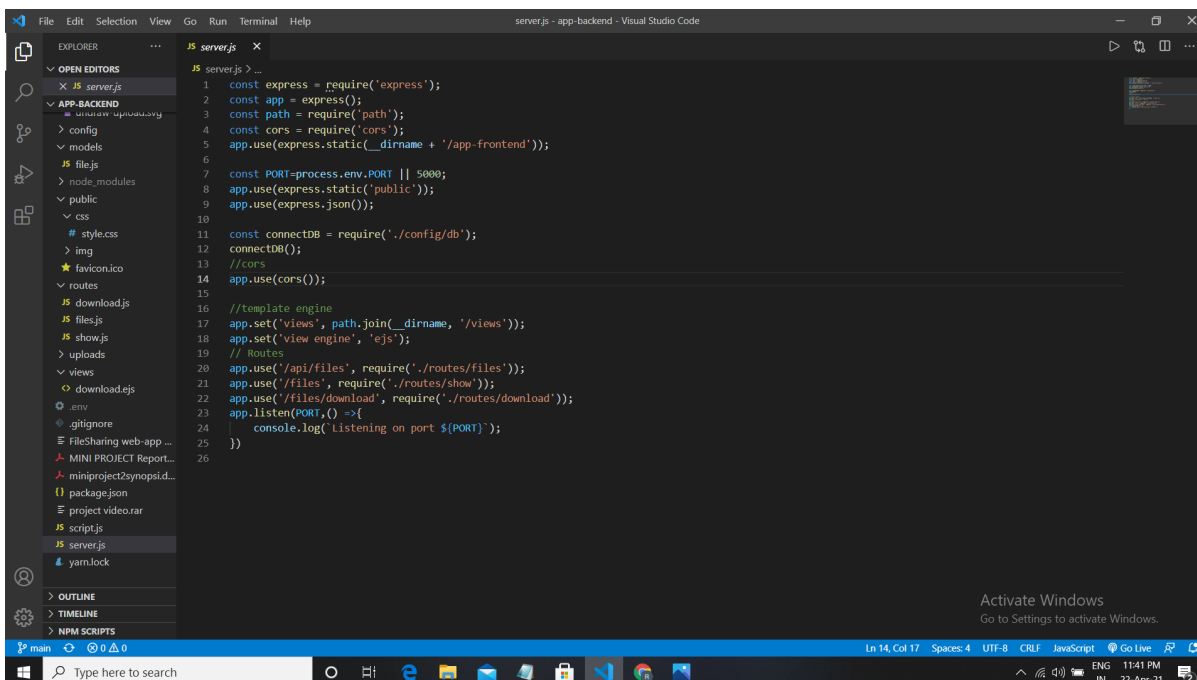 File Edit Selection View Go Run Terminal Help
server.js - app-backend - Visual Studio Code
EXPLORER
OPEN EDITORS
JS server.js
APP-BACKEND
undraw-upload.svg
config
models
JS file.js
node_modules
public
css
# style.css
img
favicon.ico
routes
JS download.js
JS files.js
JS show.js
uploads
views
<> download.ejs
.env
.gitignore
FileSharing web-app ...
MINI PROJECT Report...
miniproject2synopsi.d...
{} package.json
project video.rar
JS script.js
JS server.js
yarn.lock
OUTLINE
TIMELINE
NPM SCRIPTS
JS server.js
JS server.js > ...
1 const express = require('express');
2 const app = express();
3 const path = require('path');
4 const cors = require('cors');
5 app.use(express.static(__dirname + '/app-frontend'));
6
7 const PORT=process.env.PORT || 5000;
8 app.use(express.static('public'));
9 app.use(express.json());
10
11 const connectDB = require('./config/db');
12 connectDB();
13 //cors
14 app.use(cors());
15
16 //template engine
17 app.set('views', path.join(__dirname, '/views'));
18 app.set('view engine', 'ejs');
19 // Routes
20 app.use('/api/files', require('./routes/files'));
21 app.use('/files', require('./routes/show'));
22 app.use('/files/download', require('./routes/download'));
23 app.listen(PORT,() =>{
24     console.log(`Listening on port ${PORT}`);
25 })
26
Activate Windows
Go to Settings to activate Windows.
main 0 0 Ln 14, Col 17 Spaces: 4 UTF-8 CRLF JavaScript Go Live
Type here to search
ENG 11:41 PM
IN 22-Apr-21